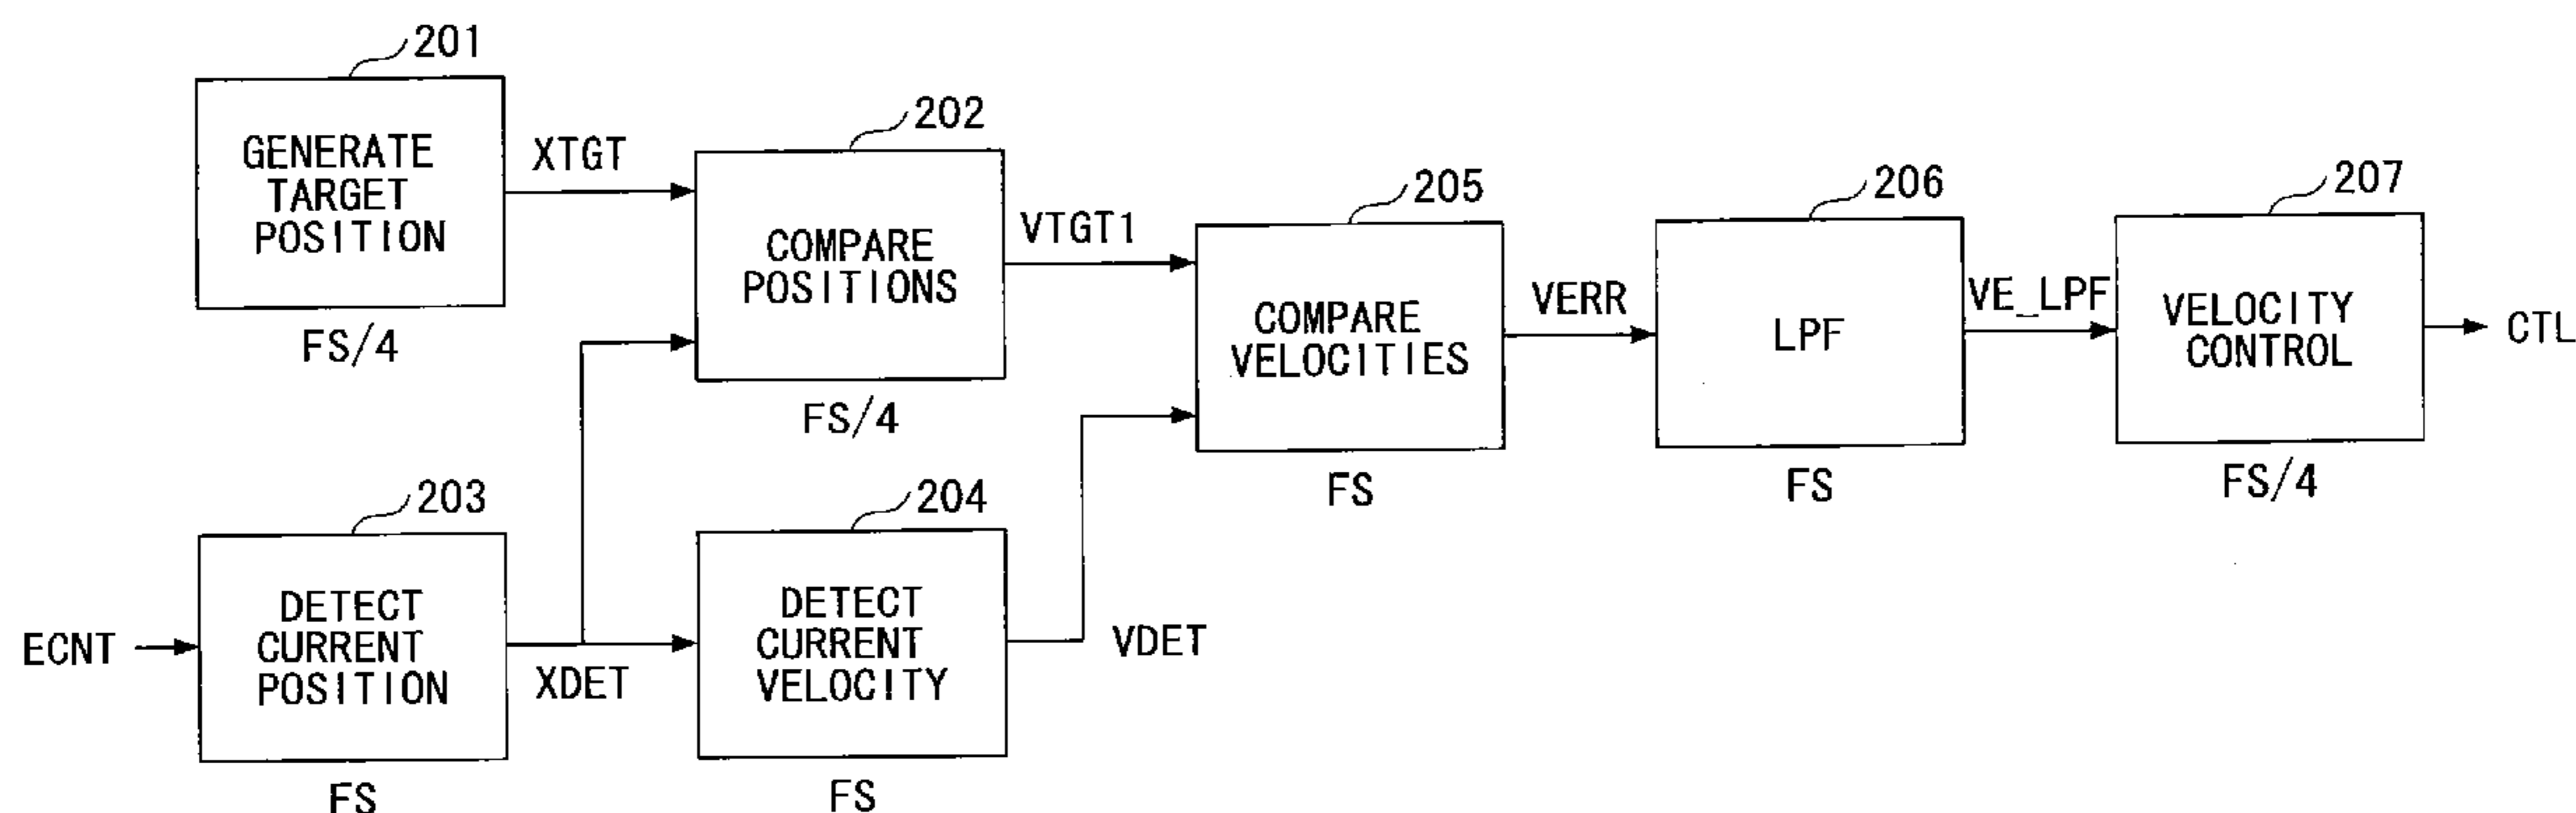 201
GENERATE
TARGET
POSITION
FS/4
XTGT
202
COMPARE
POSITIONS
FS/4
VTGT1
205
COMPARE
VELOCITIES
FS
VERR
206
LPF
FS
VE_LPF
207
VELOCITY
CONTROL
FS/4
CTL
ECNT
203
DETECT
CURRENT
POSITION
FS
XDET
204
DETECT
CURRENT
VELOCITY
FS
VDET